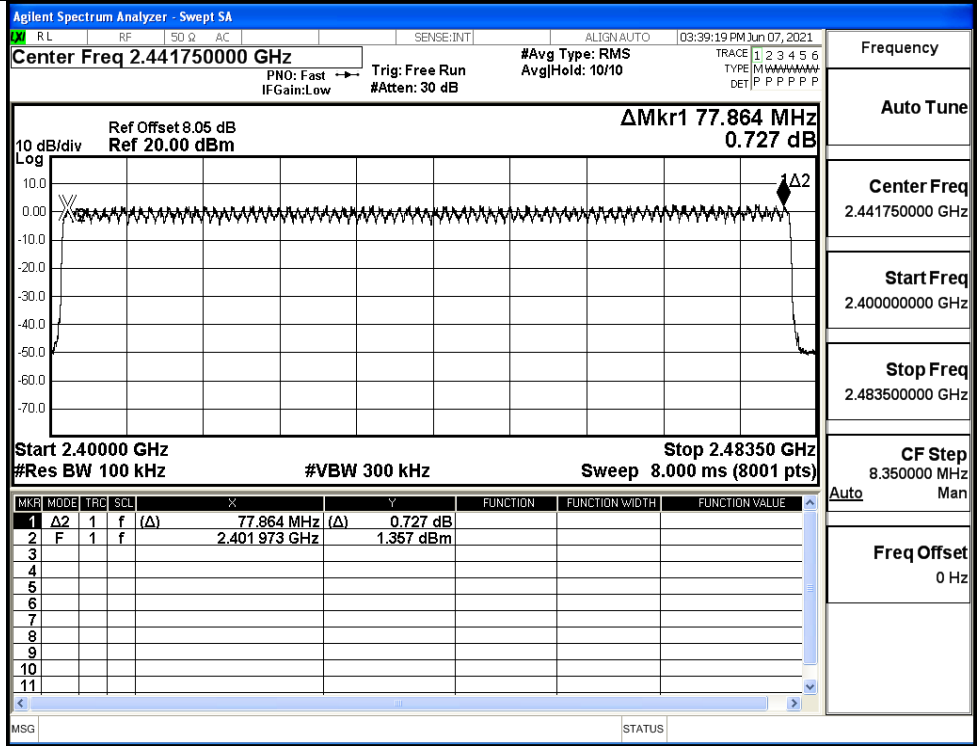 Agilent Spectrum Analyzer - Swept SA
LXI RL RF 50 Ω AC SENSE:INT ALIGN AUTO 03:39:19 PM Jun 07, 2021
Center Freq 2.441750000 GHz
PNO: Fast
IFGain:Low
Trig: Free Run
#Atten: 30 dB
#Avg Type: RMS
Avg|Hold: 10/10
TRACE 1 2 3 4 5 6
TYPE M W W W W W
DET P P P P P P
Frequency
Auto Tune
Center Freq
2.441750000 GHz
Start Freq
2.400000000 GHz
Stop Freq
2.483500000 GHz
CF Step
8.350000 MHz
Auto Man
Freq Offset
0 Hz
ΔMkr1 77.864 MHz
0.727 dB
Ref Offset 8.05 dB
10 dB/div Ref 20.00 dBm
Log
10.0
0.00
-10.0
-20.0
-30.0
-40.0
-50.0
-60.0
-70.0
1Δ2
Start 2.40000 GHz Stop 2.48350 GHz
#Res BW 100 kHz #VBW 300 kHz Sweep 8.000 ms (8001 pts)
MKR MODE TRC SCL X Y FUNCTION FUNCTION WIDTH FUNCTION VALUE
1 Δ2 1 f (Δ) 77.864 MHz (Δ) 0.727 dB
2 F 1 f 2.401 973 GHz 1.357 dBm
3
4
5
6
7
8
9
10
11
MSG STATUS